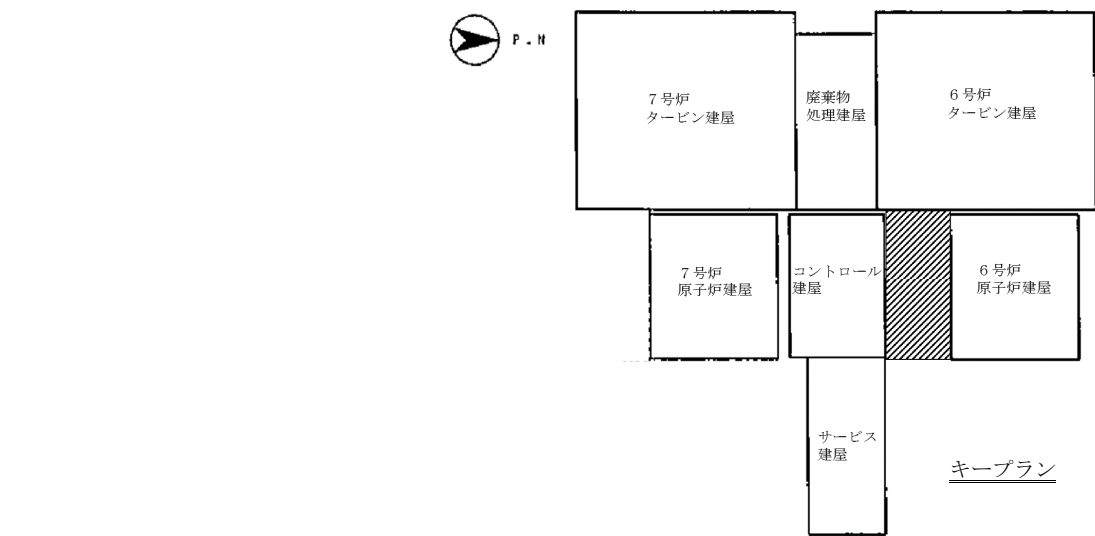 P.N
７号炉
タービン建屋
廃棄物
処理建屋
６号炉
タービン建屋
７号炉
原子炉建屋
コントロール
建屋
６号炉
原子炉建屋
サービス
建屋
キープラン